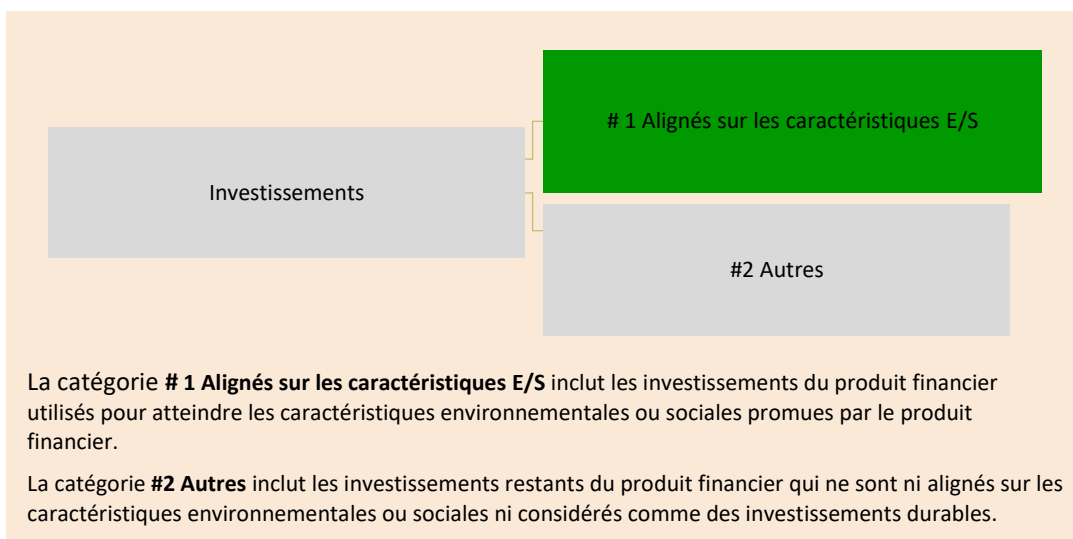 # 1 Alignés sur les caractéristiques E/S
Investissements
#2 Autres
La catégorie # 1 Alignés sur les caractéristiques E/S inclut les investissements du produit financier
utilisés pour atteindre les caractéristiques environnementales ou sociales promues par le produit
financier.
La catégorie #2 Autres inclut les investissements restants du produit financier qui ne sont ni alignés sur les
caractéristiques environnementales ou sociales ni considérés comme des investissements durables.